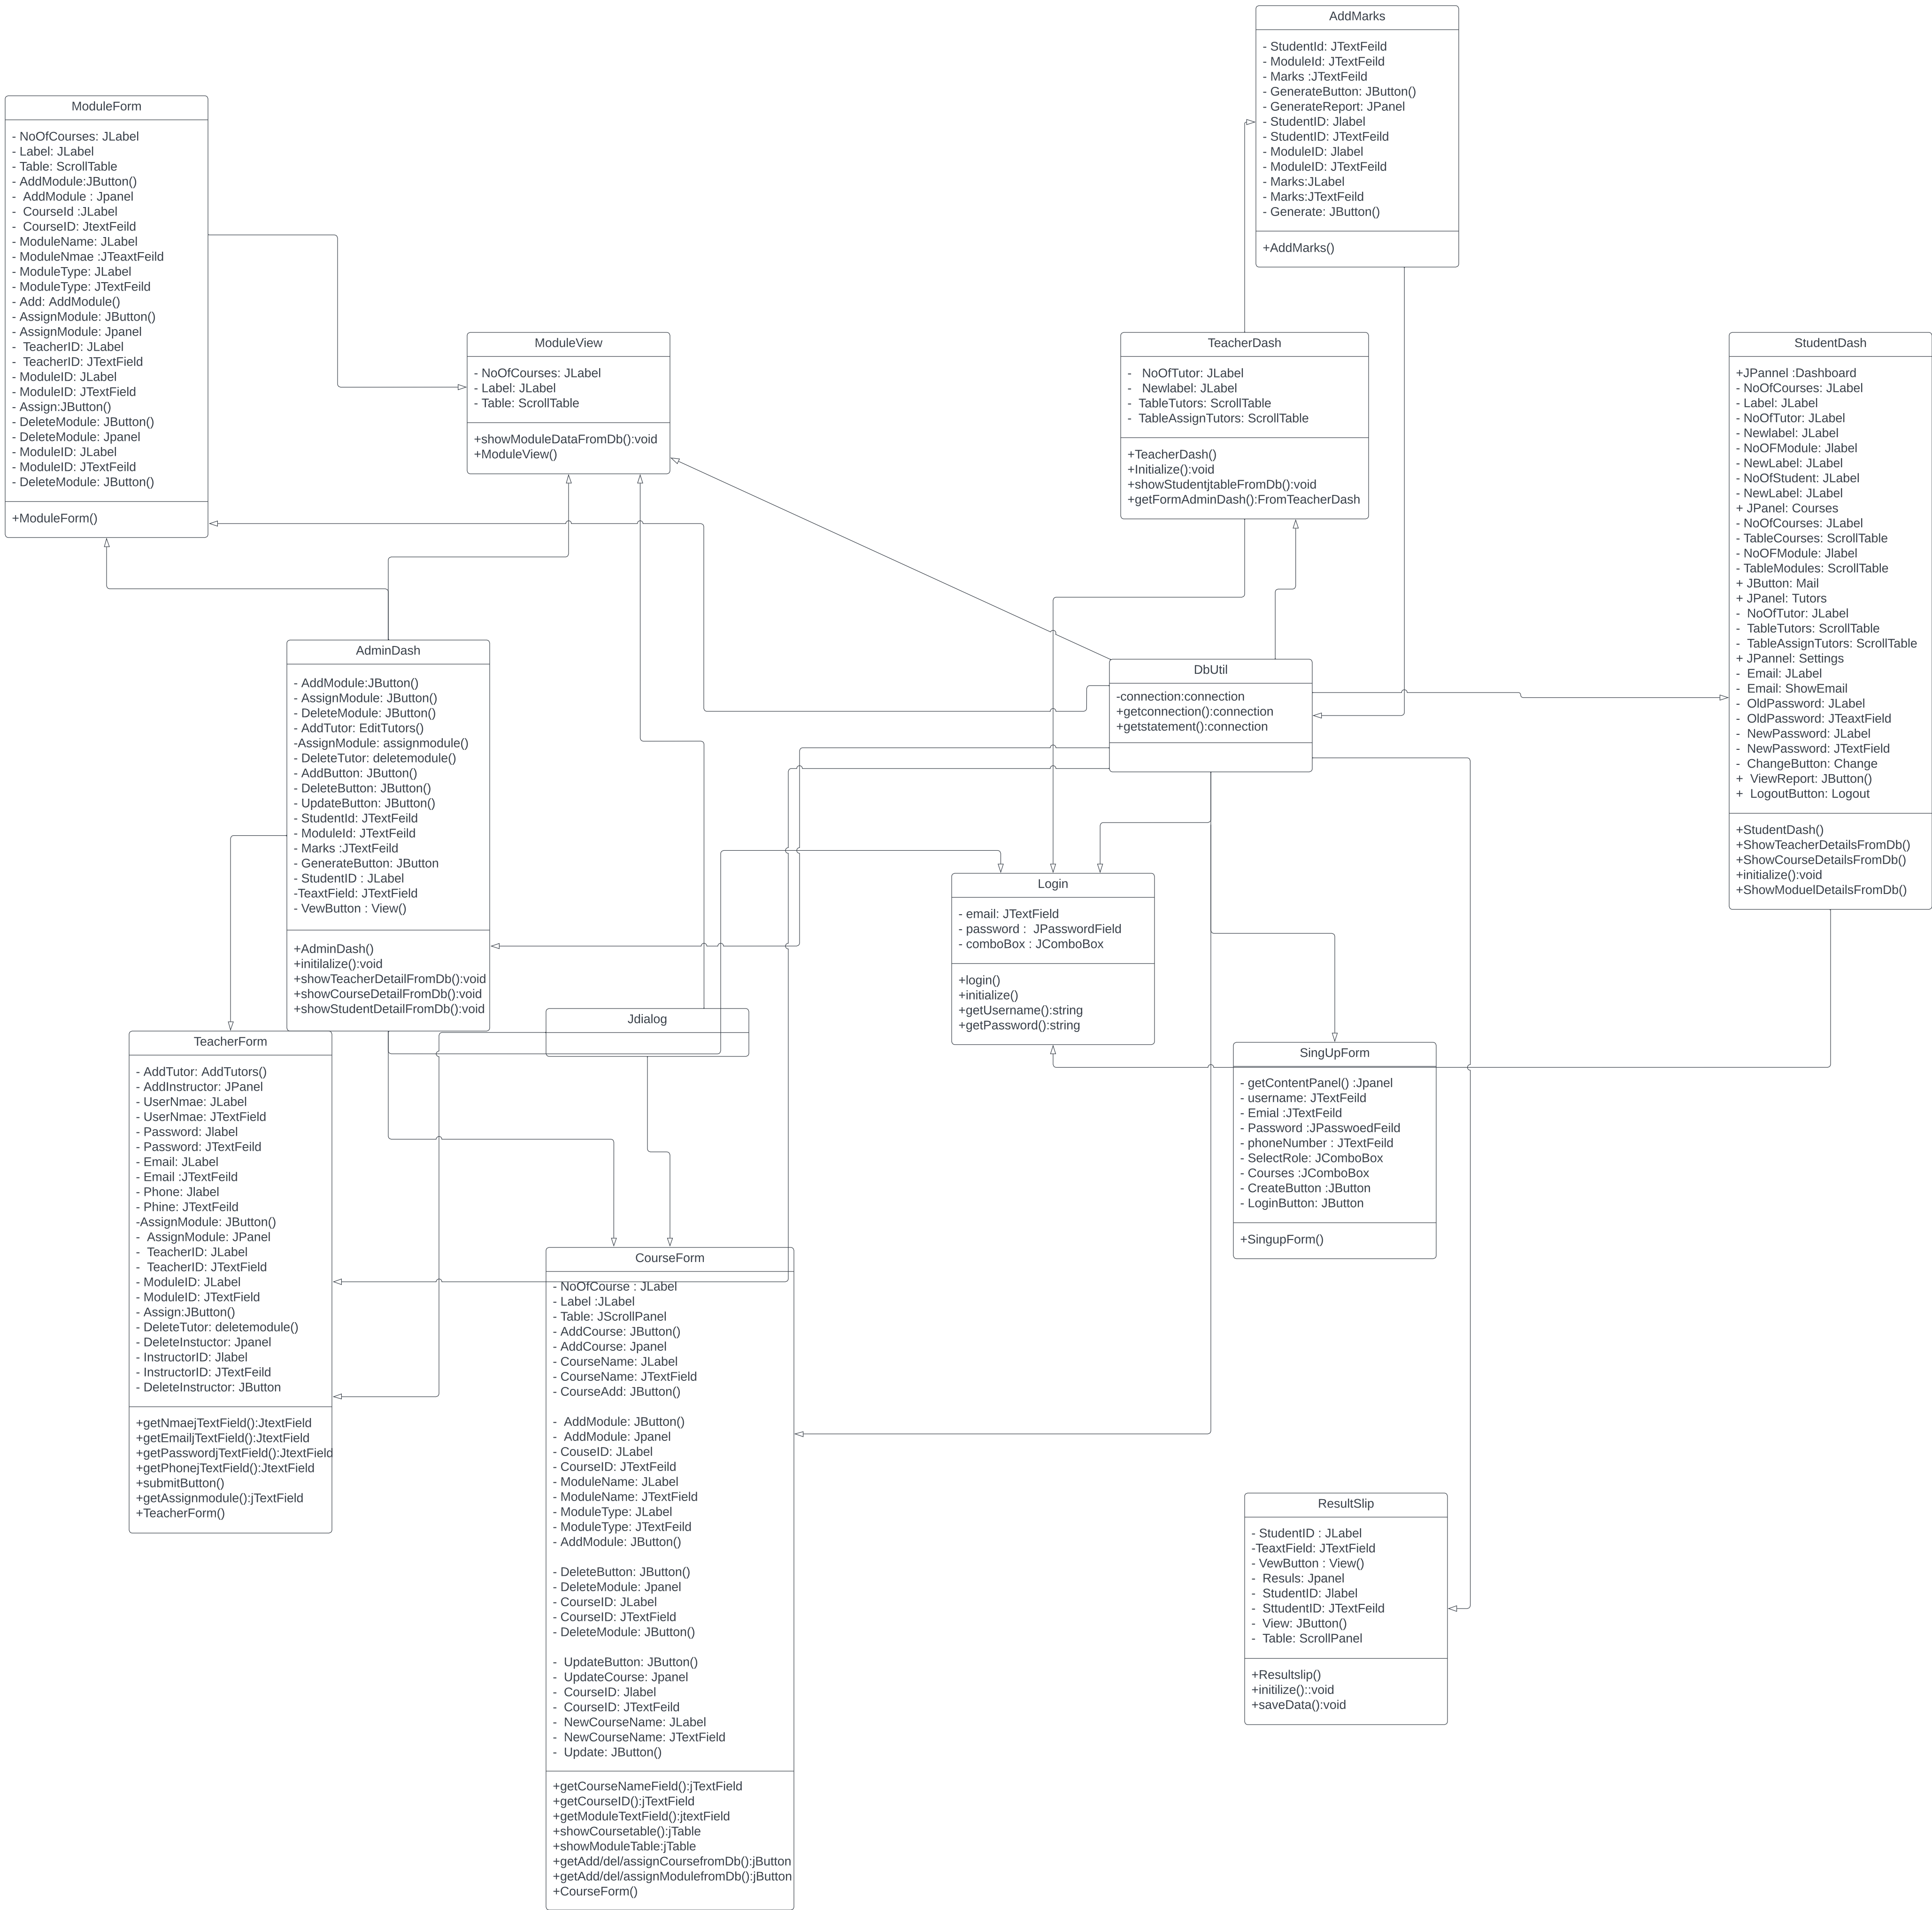 AddMarks
- StudentId: JTextFeild
- ModuleId: JTextFeild
- Marks :JTextFeild
- GenerateButton: JButton()
- GenerateReport: JPanel
- StudentID: Jlabel
- StudentID: JTextFeild
- ModuleID: Jlabel
- ModuleID: JTextFeild
- Marks:JLabel
- Marks:JTextFeild
- Generate: JButton()
+AddMarks()
ModuleForm
- NoOfCourses: JLabel
- Label: JLabel
- Table: ScrollTable
- AddModule:JButton()
- AddModule : Jpanel
- CourseId :JLabel
- CourseID: JtextFeild
- ModuleName: JLabel
- ModuleNmae :JTeaxtFeild
- ModuleType: JLabel
- ModuleType: JTextFeild
- Add: AddModule()
- AssignModule: JButton()
- AssignModule: Jpanel
- TeacherID: JLabel
- TeacherID: JTextField
- ModuleID: JLabel
- ModuleID: JTextField
- Assign:JButton()
- DeleteModule: JButton()
- DeleteModule: Jpanel
- ModuleID: JLabel
- ModuleID: JTextFeild
- DeleteModule: JButton()
+ModuleForm()
ModuleView
- NoOfCourses: JLabel
- Label: JLabel
- Table: ScrollTable
+showModuleDataFromDb():void
+ModuleView()
TeacherDash
- NoOfTutor: JLabel
- Newlabel: JLabel
- TableTutors: ScrollTable
- TableAssignTutors: ScrollTable
+TeacherDash()
+Initialize():void
+showStudentjtableFromDb():void
+getFormAdminDash():FromTeacherDash
StudentDash
+JPannel :Dashboard
- NoOfCourses: JLabel
- Label: JLabel
- NoOfTutor: JLabel
- Newlabel: JLabel
- NoOFModule: Jlabel
- NewLabel: JLabel
- NoOfStudent: JLabel
- NewLabel: JLabel
+ JPanel: Courses
- NoOfCourses: JLabel
- TableCourses: ScrollTable
- NoOFModule: Jlabel
- TableModules: ScrollTable
+ JButton: Mail
+ JPanel: Tutors
- NoOfTutor: JLabel
- TableTutors: ScrollTable
- TableAssignTutors: ScrollTable
+ JPannel: Settings
- Email: JLabel
- Email: ShowEmail
- OldPassword: JLabel
- OldPassword: JTeaxtField
- NewPassword: JLabel
- NewPassword: JTextField
- ChangeButton: Change
+ ViewReport: JButton()
+ LogoutButton: Logout
+StudentDash()
+ShowTeacherDetailsFromDb()
+ShowCourseDetailsFromDb()
+initialize():void
+ShowModuelDetailsFromDb()
AdminDash
- AddModule:JButton()
- AssignModule: JButton()
- DeleteModule: JButton()
- AddTutor: EditTutors()
-AssignModule: assignmodule()
- DeleteTutor: deletemodule()
- AddButton: JButton()
- DeleteButton: JButton()
- UpdateButton: JButton()
- StudentId: JTextFeild
- ModuleId: JTextFeild
- Marks :JTextFeild
- GenerateButton: JButton
- StudentID : JLabel
-TeaxtField: JTextField
- VewButton : View()
+AdminDash()
+initilalize():void
+showTeacherDetailFromDb():void
+showCourseDetailFromDb():void
+showStudentDetailFromDb():void
DbUtil
-connection:connection
+getconnection():connection
+getstatement():connection
Login
- email: JTextField
- password : JPasswordField
- comboBox : JComboBox
+login()
+initialize()
+getUsername():string
+getPassword():string
Jdialog
TeacherForm
- AddTutor: AddTutors()
- AddInstructor: JPanel
- UserNmae: JLabel
- UserNmae: JTextField
- Password: Jlabel
- Password: JTextFeild
- Email: JLabel
- Email :JTextFeild
- Phone: Jlabel
- Phine: JTextFeild
-AssignModule: JButton()
- AssignModule: JPanel
- TeacherID: JLabel
- TeacherID: JTextField
- ModuleID: JLabel
- ModuleID: JTextField
- Assign:JButton()
- DeleteTutor: deletemodule()
- DeleteInstuctor: Jpanel
- InstructorID: Jlabel
- InstructorID: JTextFeild
- DeleteInstructor: JButton
+getNmaejTextField():JtextField
+getEmailjTextField():JtextField
+getPasswordjTextField():JtextField
+getPhonejTextField():JtextField
+submitButton()
+getAssignmodule():jTextField
+TeacherForm()
SingUpForm
- getContentPanel() :Jpanel
- username: JTextFeild
- Emial :JTextFeild
- Password :JPasswoedFeild
- phoneNumber : JTextFeild
- SelectRole: JComboBox
- Courses :JComboBox
- CreateButton :JButton
- LoginButton: JButton
+SingupForm()
CourseForm
- NoOfCourse : JLabel
- Label :JLabel
- Table: JScrollPanel
- AddCourse: JButton()
- AddCourse: Jpanel
- CourseName: JLabel
- CourseName: JTextField
- CourseAdd: JButton()
- AddModule: JButton()
- AddModule: Jpanel
- CouseID: JLabel
- CourseID: JTextFeild
- ModuleName: JLabel
- ModuleName: JTextField
- ModuleType: JLabel
- ModuleType: JTextFeild
- AddModule: JButton()
- DeleteButton: JButton()
- DeleteModule: Jpanel
- CourseID: JLabel
- CourseID: JTextField
- DeleteModule: JButton()
- UpdateButton: JButton()
- UpdateCourse: Jpanel
- CourseID: Jlabel
- CourseID: JTextFeild
- NewCourseName: JLabel
- NewCourseName: JTextField
- Update: JButton()
+getCourseNameField():jTextField
+getCourseID():jTextField
+getModuleTextField():jtextField
+showCoursetable():jTable
+showModuleTable:jTable
+getAdd/del/assignCoursefromDb():jButton
+getAdd/del/assignModulefromDb():jButton
+CourseForm()
ResultSlip
- StudentID : JLabel
-TeaxtField: JTextField
- VewButton : View()
- Resuls: Jpanel
- StudentID: Jlabel
- SttudentID: JTextFeild
- View: JButton()
- Table: ScrollPanel
+Resultslip()
+initilize()::void
+saveData():void